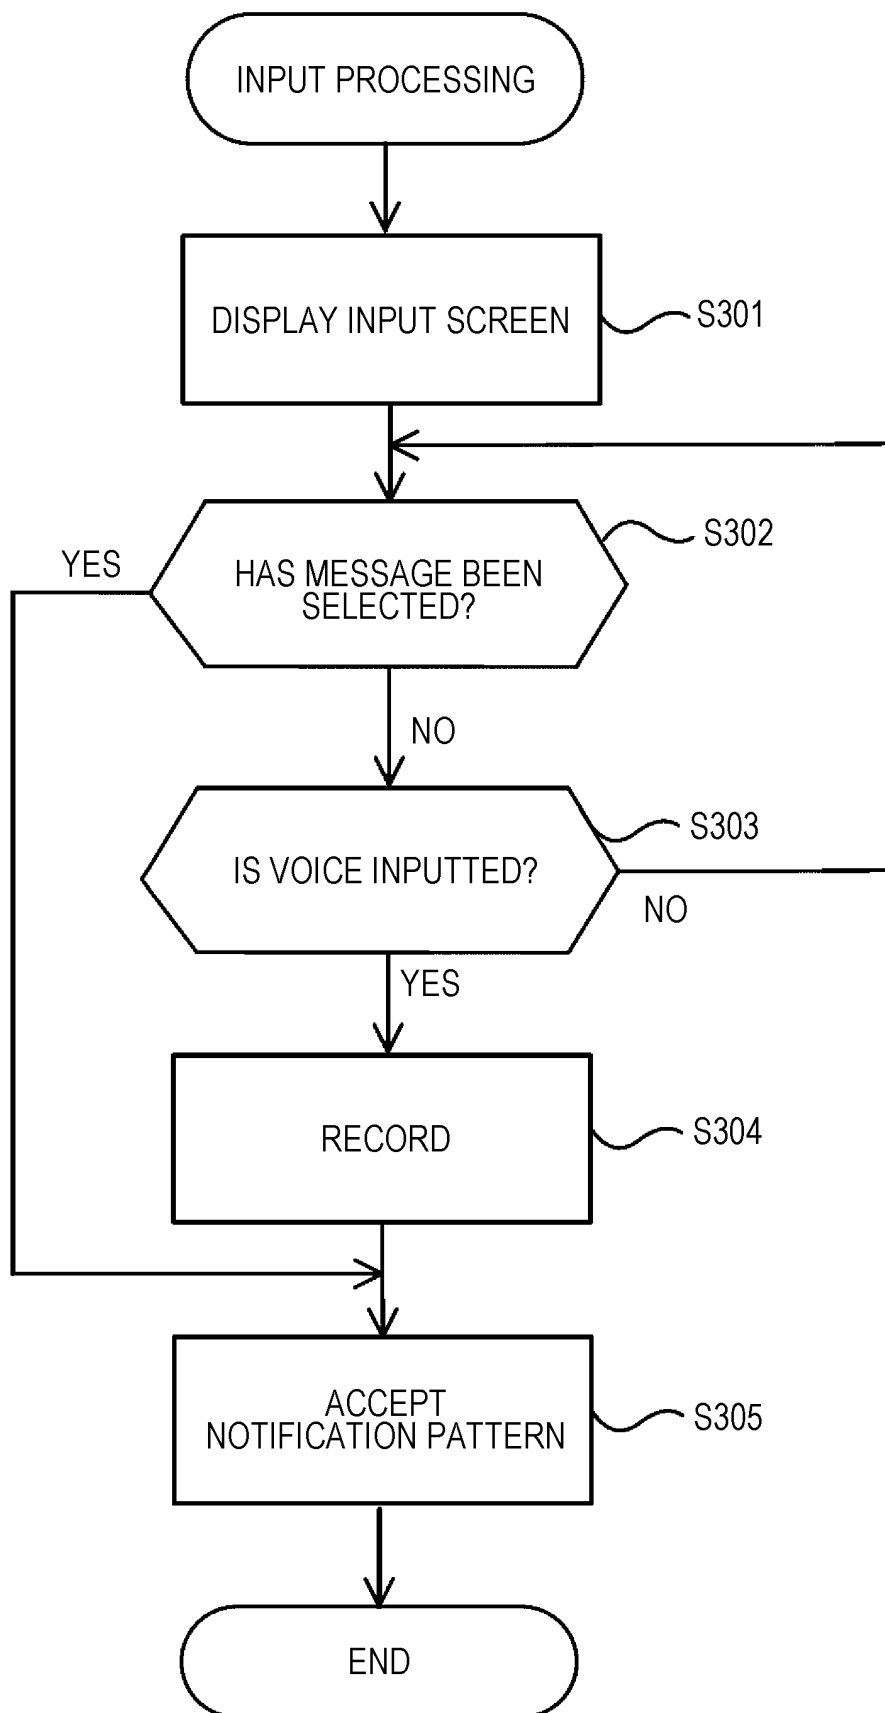 INPUT PROCESSING
DISPLAY INPUT SCREEN
S301
S302
YES
HAS MESSAGE BEEN
SELECTED?
NO
S303
IS VOICE INPUTTED?
NO
YES
RECORD
S304
ACCEPT
NOTIFICATION PATTERN
S305
END